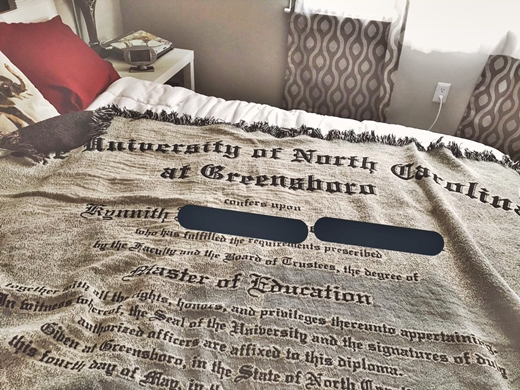 University of North Carolina
at Greensboro
confers upon
Kynnith
who has fulfilled the requirements prescribed
by the Faculty and the Board of Trustees, the degree of
Master of Education
together with all the rights, honors, and privileges thereunto appertaining.
In witness whereof, the Seal of the University and the signatures of duly
authorized officers are affixed to this diploma.
Given at Greensboro, in the State of North
this fourth day of May, in the